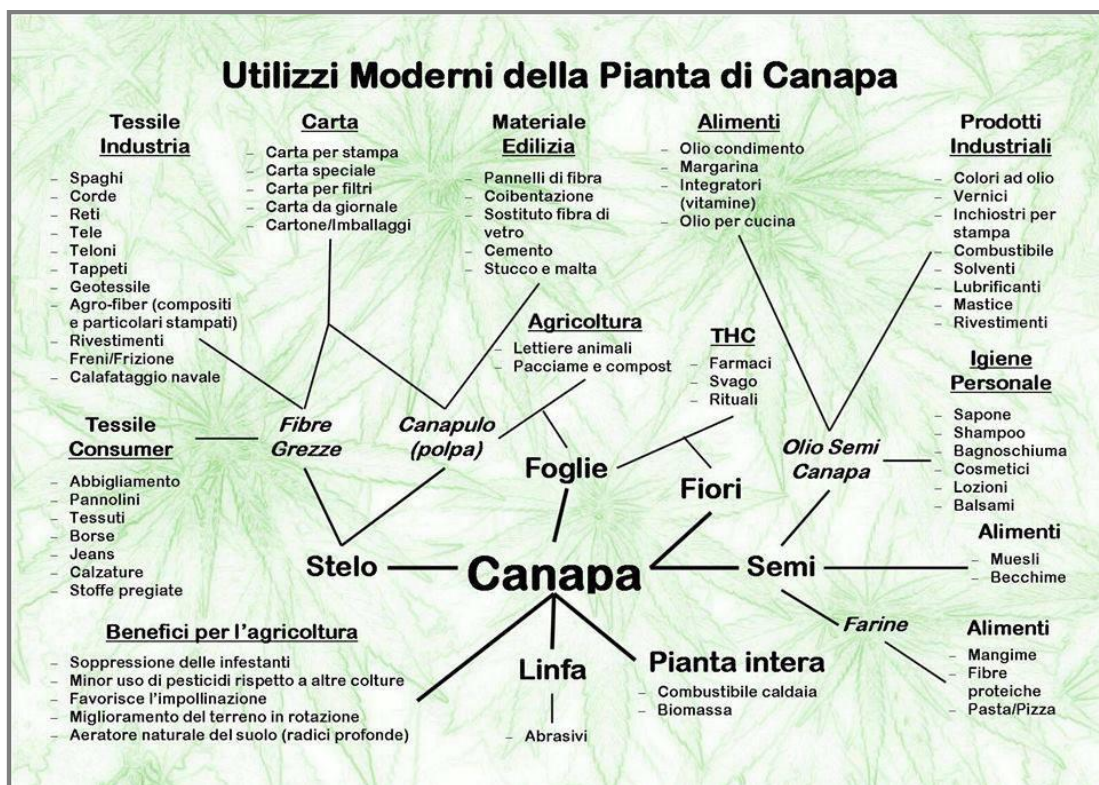 Utilizzi Moderni della Pianta di Canapa
Tessile
Industria
– Spaghi
– Corde
– Reti
– Tele
– Teloni
– Tappeti
– Geotessile
– Agro-fiber (compositi
e particolari stampati)
– Rivestimenti
Freni/Frizione
– Calafataggio navale
Carta
– Carta per stampa
– Carta speciale
– Carta per filtri
– Carta da giornale
– Cartone/Imballaggi
Materiale
Edilizia
– Pannelli di fibra
– Coibentazione
– Sostituto fibra di
vetro
– Cemento
– Stucco e malta
Alimenti
– Olio condimento
– Margarina
– Integratori
(vitamine)
– Olio per cucina
Prodotti
Industriali
– Colori ad olio
– Vernici
– Inchiostri per
stampa
– Combustibile
– Solventi
– Lubrificanti
– Mastice
– Rivestimenti
Agricoltura
– Lettiere animali
– Pacciame e compost
THC
– Farmaci
– Svago
– Rituali
Igiene
Personale
– Sapone
– Shampoo
– Bagnoschiuma
– Cosmetici
– Lozioni
– Balsami
Tessile
Consumer
– Abbigliamento
– Pannolini
– Tessuti
– Borse
– Jeans
– Calzature
– Stoffe pregiate
Fibre
Grezze
Canapulo
(polpa)
Foglie
Fiori
Olio Semi
Canapa
Stelo
Canapa
Semi
Alimenti
– Muesli
– Becchime
Farine
Alimenti
– Mangime
– Fibre
proteiche
– Pasta/Pizza
Benefici per l'agricoltura
– Soppressione delle infestanti
– Minor uso di pesticidi rispetto a altre colture
– Favorisce l'impollinazione
– Miglioramento del terreno in rotazione
– Aeratore naturale del suolo (radici profonde)
Linfa
– Abrasivi
Pianta intera
– Combustibile caldaia
– Biomassa